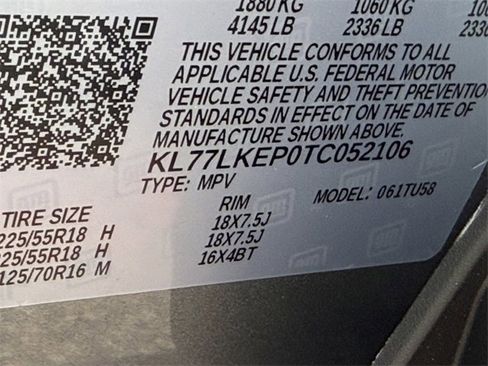 1880 KG 1060 KG
4145 LB 2336 LB 2336
THIS VEHICLE CONFORMS TO ALL
APPLICABLE U.S. FEDERAL MOTOR
VEHICLE SAFETY AND THEFT PREVENTION
STANDARDS IN EFFECT ON THE DATE OF
MANUFACTURE SHOWN ABOVE.
KL77LKEP0TC052106
TYPE: MPV MODEL: 061TU58
TIRE SIZE RIM
225/55R18 H 18X7.5J
225/55R18 H 18X7.5J
125/70R16 M 16X4BT